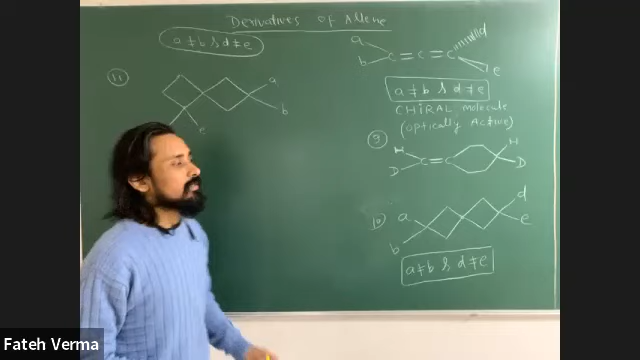 Derivatives of Allene
a≠b & d≠e
a
b
C=C=C
d
e
a≠b & d≠e
CHIRAL molecule
(optically Active)
11
a
b
e
9
H
D
C=C
H
D
10
a
b
d
e
a≠b & d≠e
Fateh Verma